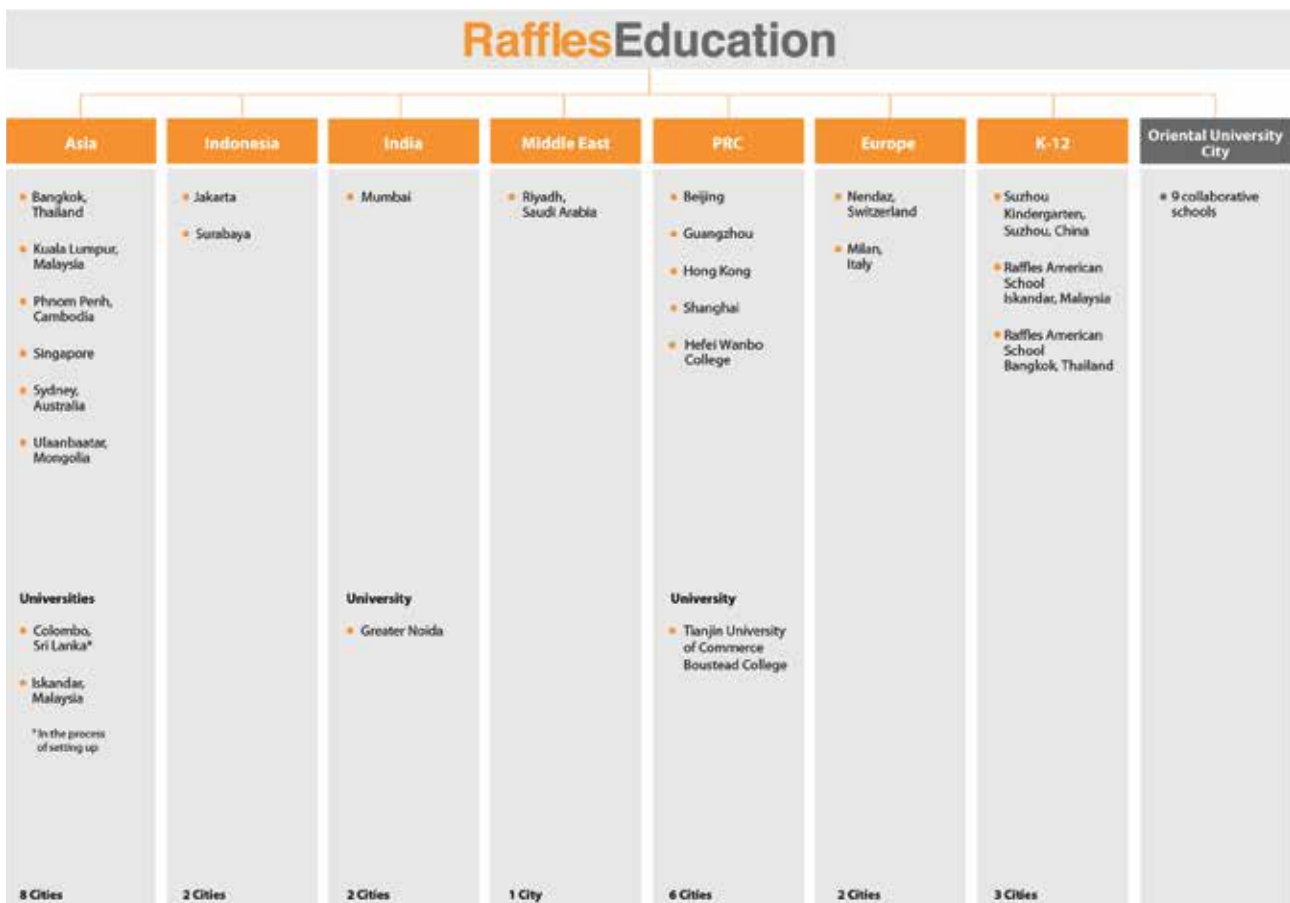 RafflesEducation
Asia
Bangkok,
Thailand
Kuala Lumpur,
Malaysia
Phnom Penh,
Cambodia
Singapore
Sydney,
Australia
Ulaanbaatar,
Mongolia
Universities
Colombo,
Sri Lanka*
Iskandar,
Malaysia
*In the process
of setting up
8 Cities
Indonesia
Jakarta
Surabaya
2 Cities
India
Mumbai
University
Greater Noida
2 Cities
Middle East
Riyadh,
Saudi Arabia
1 City
PRC
Beijing
Guangzhou
Hong Kong
Shanghai
Hefei Wanbo
College
University
Tianjin University
of Commerce
Boustead College
6 Cities
Europe
Nendaz,
Switzerland
Milan,
Italy
2 Cities
K-12
Suzhou
Kindergarten,
Suzhou, China
Raffles American
School
Iskandar, Malaysia
Raffles American
School
Bangkok, Thailand
3 Cities
Oriental University
City
9 collaborative
schools